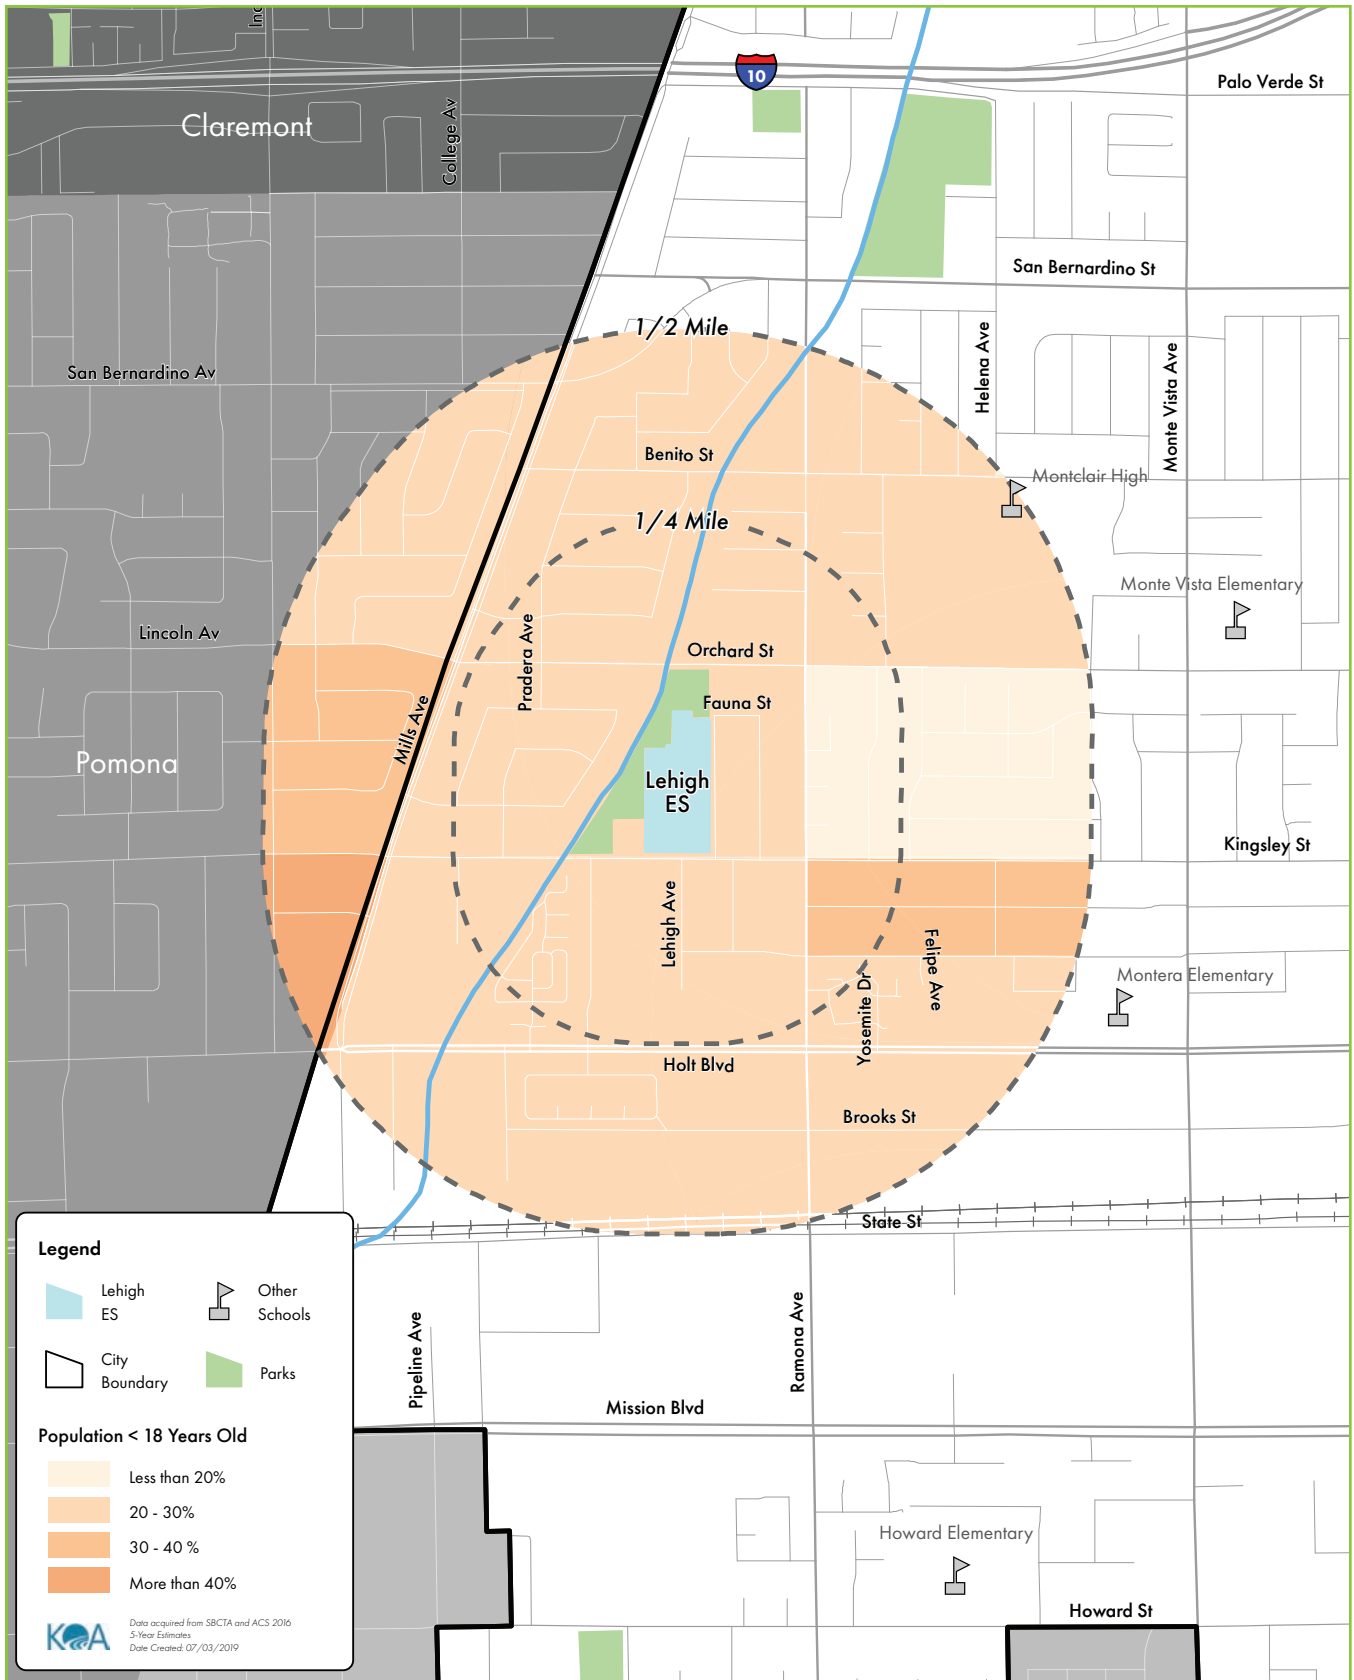 10
Palo Verde St
Claremont
College Av
San Bernardino St
1/2 Mile
San Bernardino Av
Helena Ave
Monte Vista Ave
Benito St
Montclair High
1/4 Mile
Monte Vista Elementary
Lincoln Av
Pradera Ave
Orchard St
Fauna St
Mills Ave
Pomona
Lehigh
ES
Kingsley St
Lehigh Ave
Felipe Ave
Yosemite Dr
Montera Elementary
Holt Blvd
Brooks St
State St
Legend
Lehigh
ES
Other
Schools
City
Boundary
Parks
Population < 18 Years Old
Less than 20%
20 - 30%
30 - 40 %
More than 40%
KOA
Data acquired from SBCTA and ACS 2016
5-Year Estimates
Date Created: 07/03/2019
Pipeline Ave
Ramona Ave
Mission Blvd
Howard Elementary
Howard St